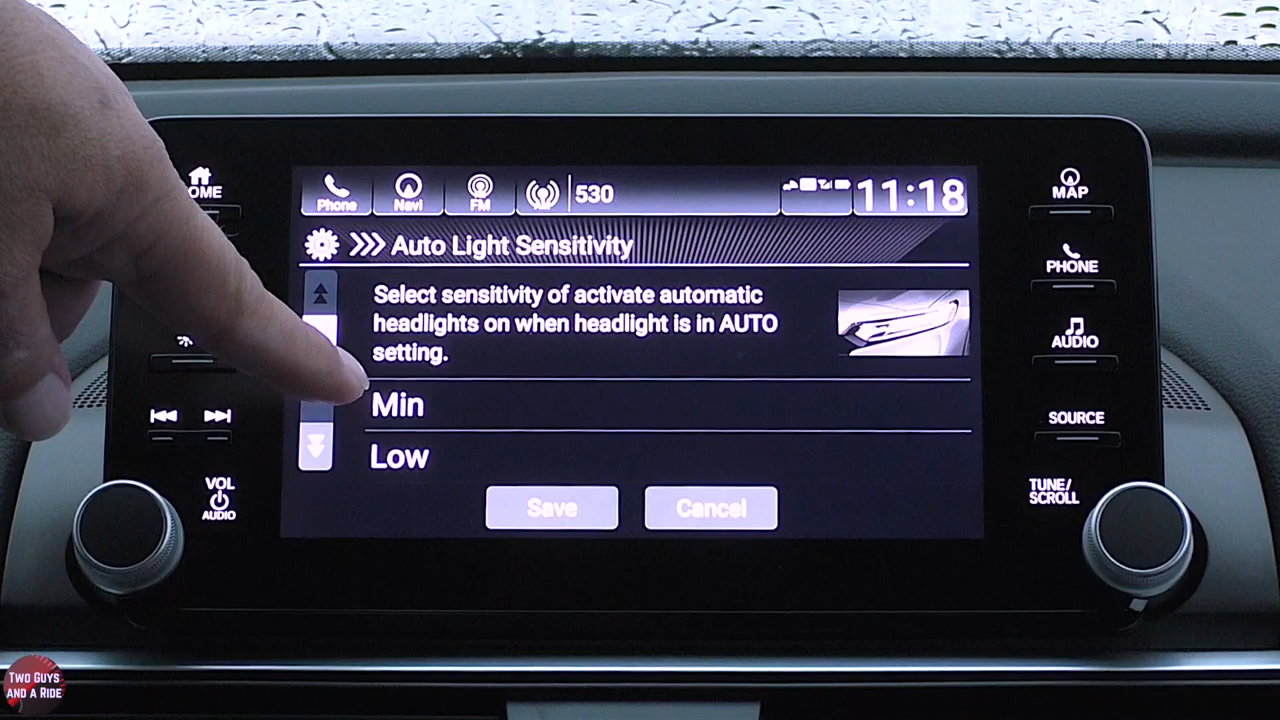 Phone
Navi
FM
530
11:18
Auto Light Sensitivity
Select sensitivity of activate automatic
headlights on when headlight is in AUTO
setting.
Min
Low
Save
Cancel
VOL
AUDIO
MAP
PHONE
AUDIO
SOURCE
TUNE/
SCROLL
TWO GUYS
AND A RIDE